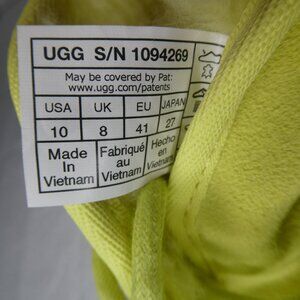 UGG S/N 1094269
May be covered by Pat:
www.ugg.com/patents
USA UK EU JAPAN
10 8 41 27
Made In Vietnam
Fabriqué au Vietnam
Hecho en Vietnam